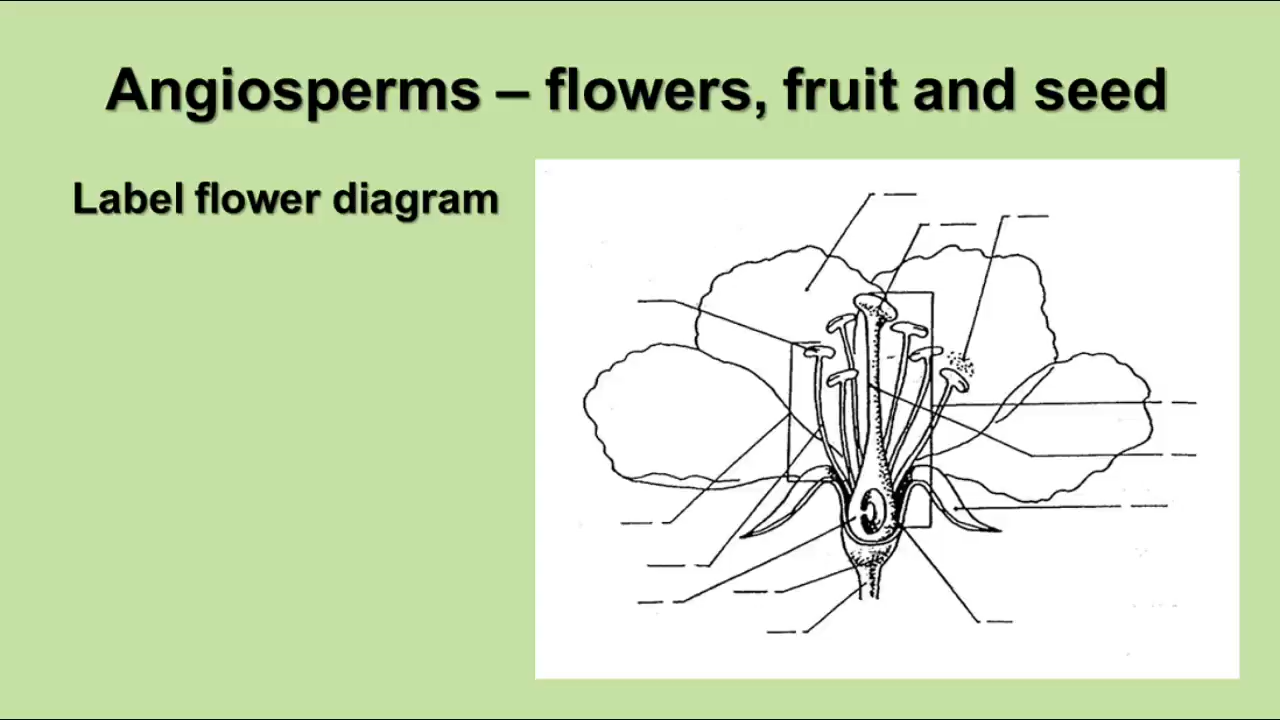 Angiosperms – flowers, fruit and seed
Label flower diagram